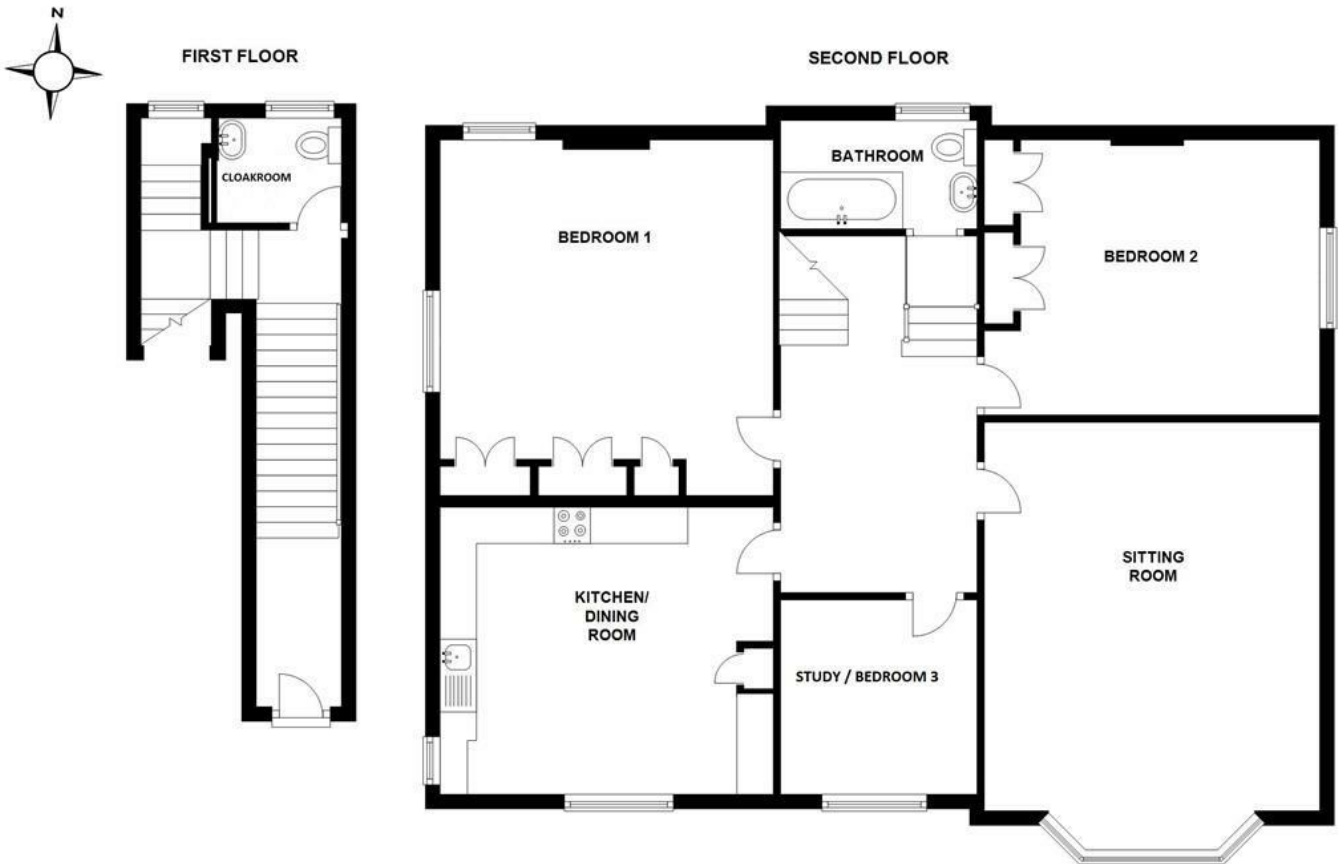 N
FIRST FLOOR
SECOND FLOOR
CLOAKROOM
BATHROOM
BEDROOM 1
BEDROOM 2
KITCHEN/
DINING
ROOM
SITTING
ROOM
STUDY / BEDROOM 3